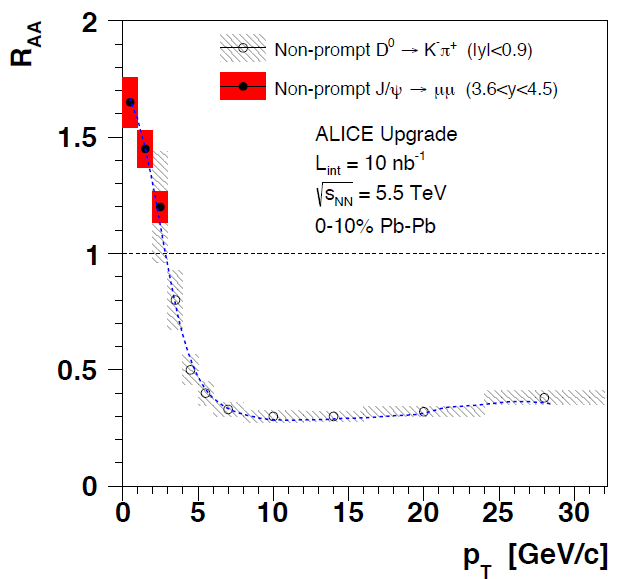 R_AA
2
1.5
1
0.5
0
Non-prompt D⁰ → K⁻π⁺ (|y|<0.9)
Non-prompt J/ψ → μμ (3.6<y<4.5)
ALICE Upgrade
L_int = 10 nb⁻¹
√s_NN = 5.5 TeV
0-10% Pb-Pb
0 5 10 15 20 25 30
p_T [GeV/c]